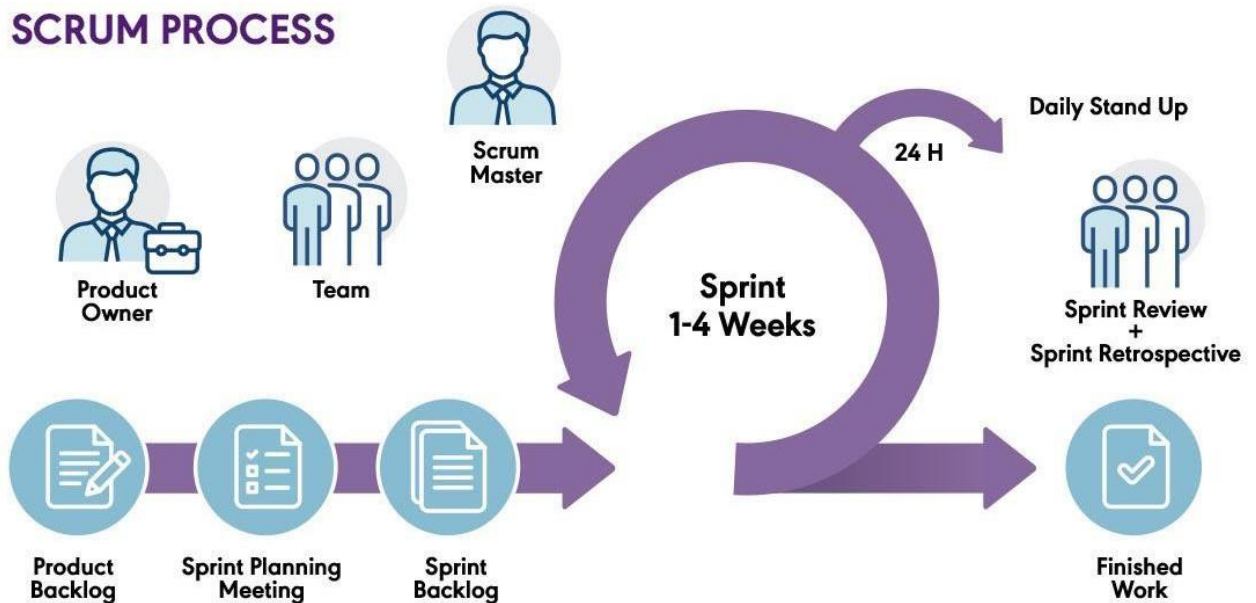 SCRUM PROCESS
Scrum
Master
Product
Owner
Team
Daily Stand Up
24 H
Sprint
1-4 Weeks
Sprint Review
+
Sprint Retrospective
Product
Backlog
Sprint Planning
Meeting
Sprint
Backlog
Finished
Work